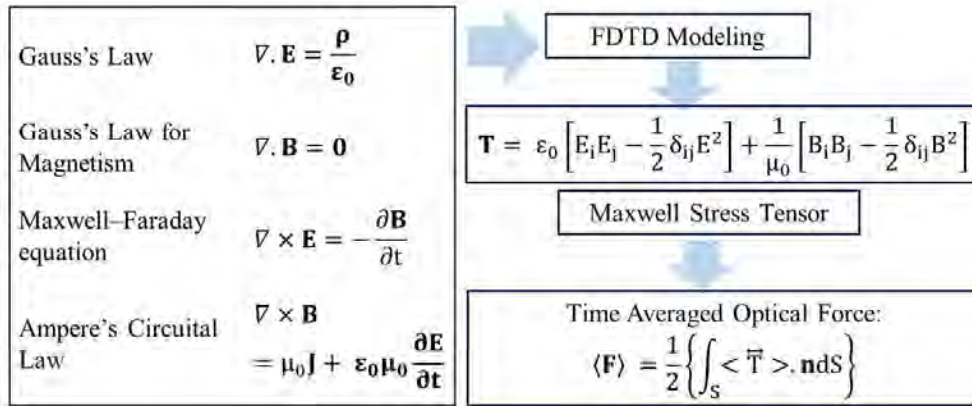 Gauss's Law ∇. E = ρ/ε₀
Gauss's Law for
Magnetism ∇. B = 0
Maxwell–Faraday
equation ∇ × E = − ∂B/∂t
Ampere's Circuital
Law ∇ × B
= μ₀J + ε₀μ₀ ∂E/∂t
FDTD Modeling
T = ε₀ [EᵢEⱼ − 1/2 δᵢⱼE²] + 1/μ₀ [BᵢBⱼ − 1/2 δᵢⱼB²]
Maxwell Stress Tensor
Time Averaged Optical Force:
⟨F⟩ = 1/2 {∫_S < T⃡ >. ndS}